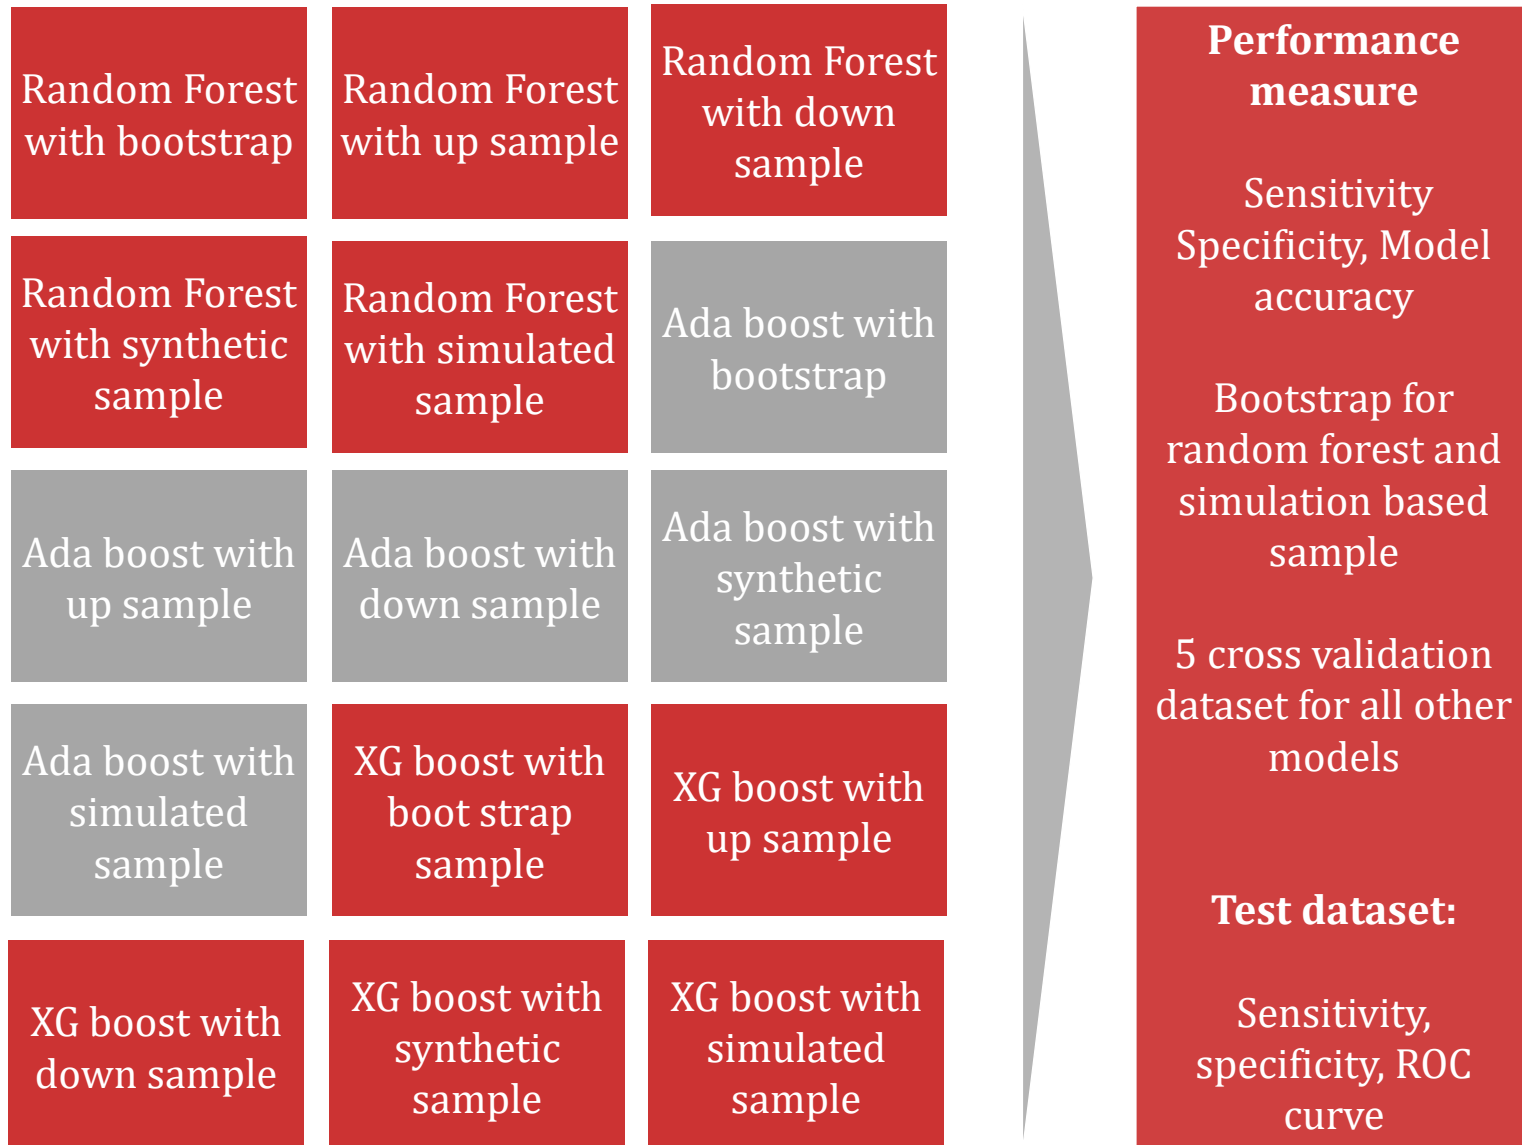 Random Forest
with bootstrap
Random Forest
with up sample
Random Forest
with down
sample
Random Forest
with synthetic
sample
Random Forest
with simulated
sample
Ada boost with
bootstrap
Ada boost with
up sample
Ada boost with
down sample
Ada boost with
synthetic
sample
Ada boost with
simulated
sample
XG boost with
boot strap
sample
XG boost with
up sample
XG boost with
down sample
XG boost with
synthetic
sample
XG boost with
simulated
sample
Performance
measure
Sensitivity
Specificity, Model
accuracy
Bootstrap for
random forest and
simulation based
sample
5 cross validation
dataset for all other
models
Test dataset:
Sensitivity,
specificity, ROC
curve